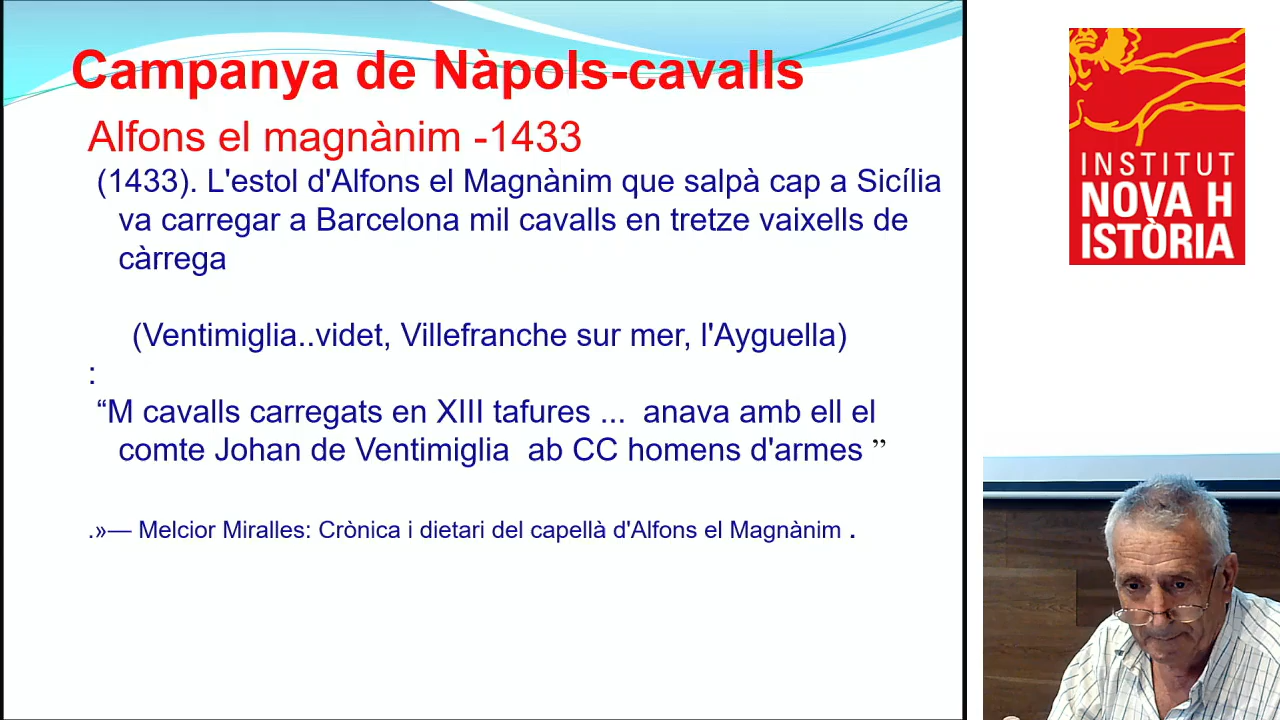 Campanya de Nàpols-cavalls
Alfons el magnànim -1433
(1433). L'estol d'Alfons el Magnànim que salpà cap a Sicília
va carregar a Barcelona mil cavalls en tretze vaixells de
càrrega
(Ventimiglia..videt, Villefranche sur mer, l'Ayguella)
:
“M cavalls carregats en XIII tafures ... anava amb ell el
comte Johan de Ventimiglia ab CC homens d'armes ”
.»— Melcior Miralles: Crònica i dietari del capellà d'Alfons el Magnànim .
INSTITUT
NOVA H
ISTÒRIA